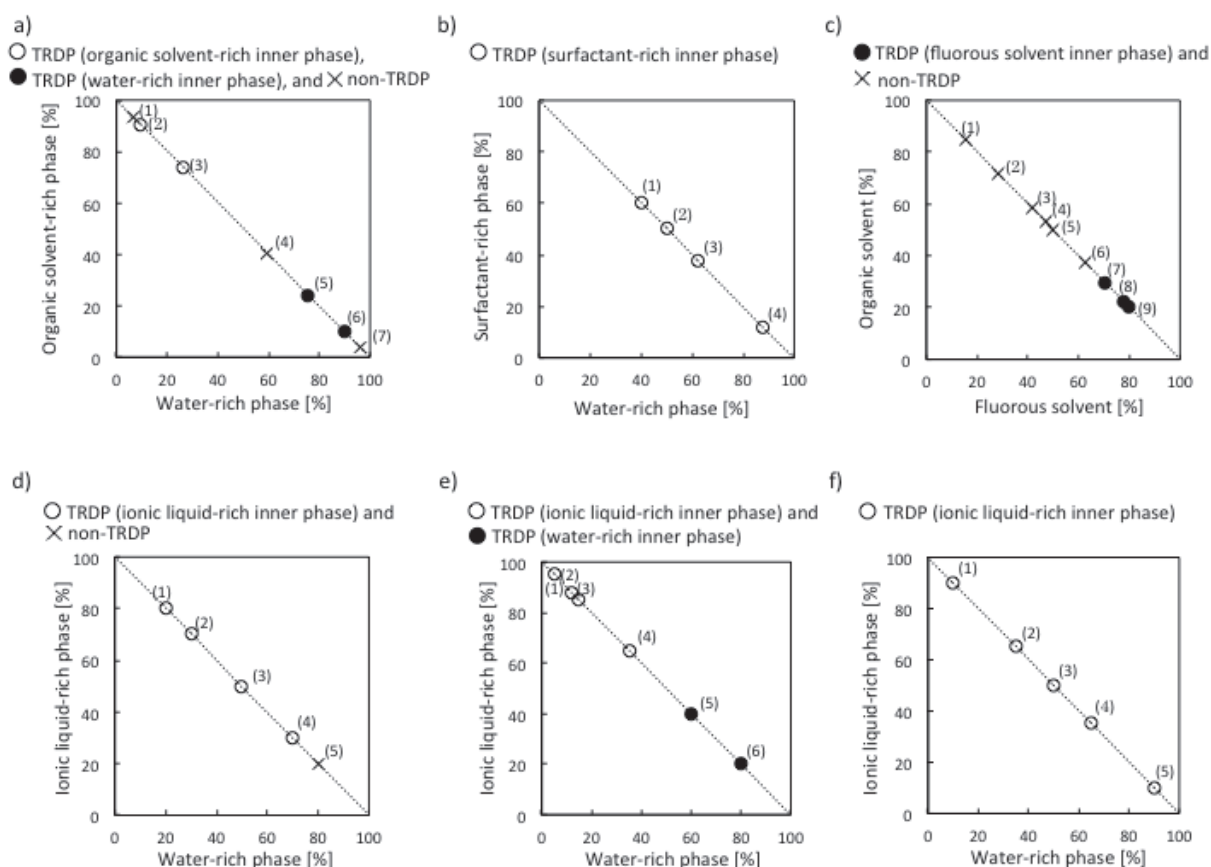 a)
○ TRDP (organic solvent-rich inner phase),
● TRDP (water-rich inner phase), and × non-TRDP
Organic solvent-rich phase [%]
100
80
60
40
20
0
(1)
(2)
(3)
(4)
(5)
(6)
(7)
0 20 40 60 80 100
Water-rich phase [%]
b)
○ TRDP (surfactant-rich inner phase)
Surfactant-rich phase [%]
100
80
60
40
20
0
(1)
(2)
(3)
(4)
0 20 40 60 80 100
Water-rich phase [%]
c)
● TRDP (fluorous solvent inner phase) and
× non-TRDP
Organic solvent [%]
100
80
60
40
20
0
(1)
(2)
(3)
(4)
(5)
(6)
(7)
(8)
(9)
0 20 40 60 80 100
Fluorous solvent [%]
d)
○ TRDP (ionic liquid-rich inner phase) and
× non-TRDP
Ionic liquid-rich phase [%]
100
80
60
40
20
0
(1)
(2)
(3)
(4)
(5)
0 20 40 60 80 100
Water-rich phase [%]
e)
○ TRDP (ionic liquid-rich inner phase) and
● TRDP (water-rich inner phase)
Ionic liquid-rich phase [%]
100
80
60
40
20
0
(2)
(1) (3)
(4)
(5)
(6)
0 20 40 60 80 100
Water-rich phase [%]
f)
○ TRDP (ionic liquid-rich inner phase)
Ionic liquid-rich phase [%]
100
80
60
40
20
0
(1)
(2)
(3)
(4)
(5)
0 20 40 60 80 100
Water-rich phase [%]